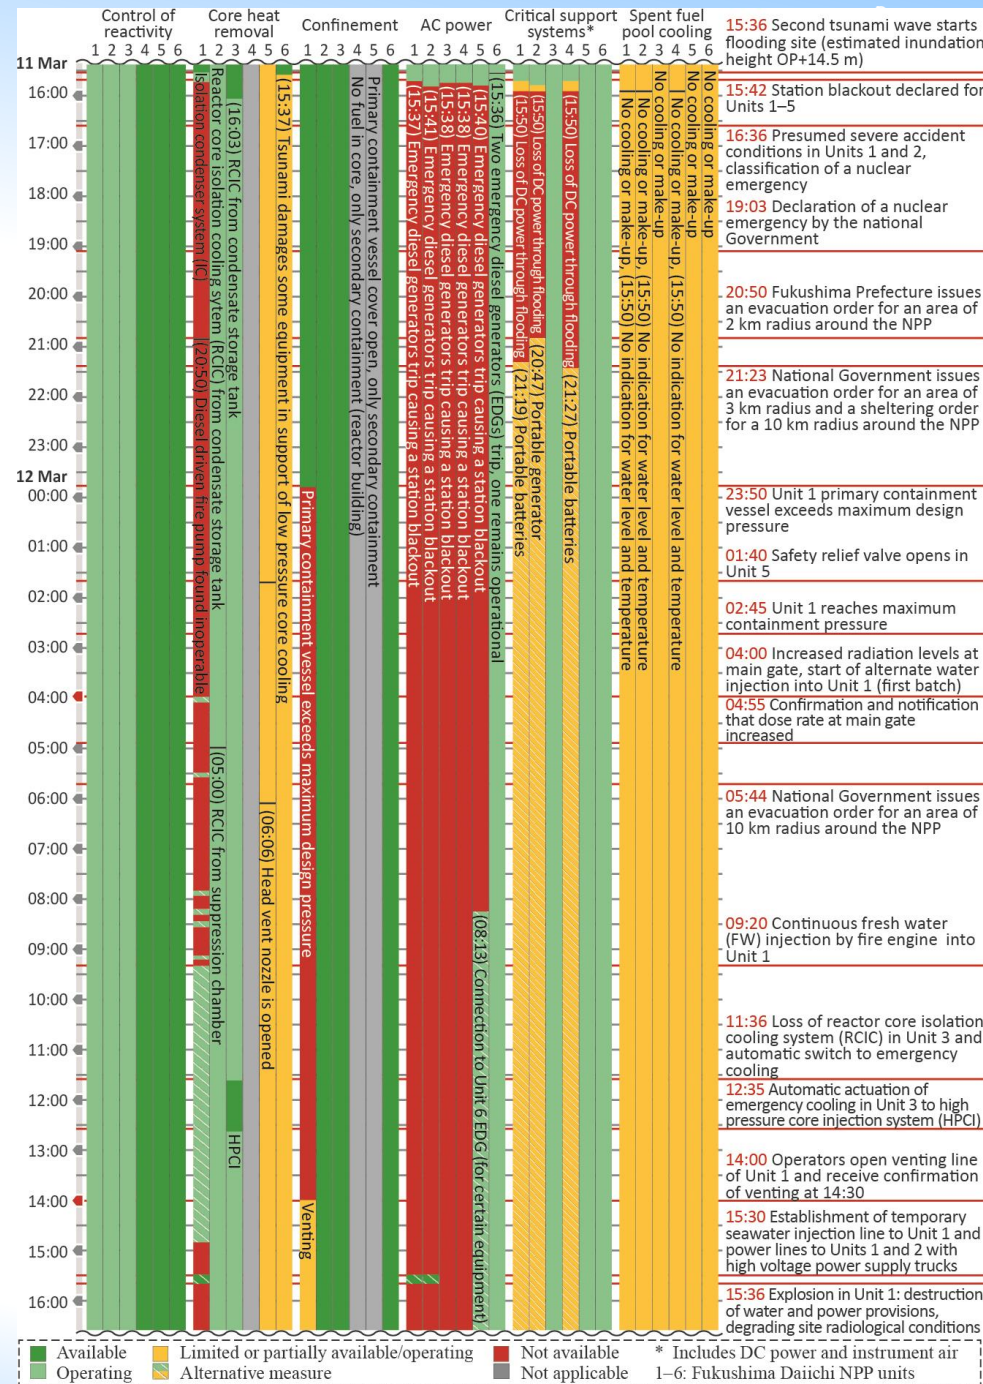 Control of
reactivity
Core heat
removal
Confinement
AC power
Critical support
systems*
Spent fuel
pool cooling
1 2 3 4 5 6
1 2 3 4 5 6
1 2 3 4 5 6
1 2 3 4 5 6
1 2 3 4 5 6
1 2 3 4 5 6
11 Mar
16:00
17:00
18:00
19:00
20:00
21:00
22:00
23:00
12 Mar
00:00
01:00
02:00
03:00
04:00
05:00
06:00
07:00
08:00
09:00
10:00
11:00
12:00
13:00
14:00
15:00
16:00
Isolation condenser system (IC)
(20:50) Diesel driven fire pump found inoperable
Reactor core isolation cooling sytem (RCIC) from condensate storage tank
(05:00) RCIC from suppression chamber
(16:03) RCIC from condensate storage tank
HPCI
(06:06) Head vent nozzle is opened
(15:37) Tsunami damages some equipment in support of low pressure core cooling
Primary containment vessel exceeds maximum design pressure
Venting
No fuel in core, only secondary containment (reactor building)
Primary containment vessel cover open, only secondary containment
(15:37) Emergency diesel generators trip causing a station blackout
(15:41) Emergency diesel generators trip causing a station blackout
(15:38) Emergency diesel generators trip causing a station blackout
(15:38) Emergency diesel generators trip causing a station blackout
(15:40) Emergency diesel generators trip causing a station blackout
(08:13) Connection to Unit 6 EDG (for certain equipment)
(15:36) Two emergency diesel generators (EDGs) trip, one remains operational
(15:50) Loss of DC power through flooding
(21:19) Portable batteries
(15:50) Loss of DC power through flooding
(20:47) Portable generator
(15:50) Loss of DC power through flooding
(21:27) Portable batteries
No cooling or make-up, (15:50) No indication for water level and temperature
No cooling or make-up, (15:50) No indication for water level and temperature
No cooling or make-up
No cooling or make-up, (15:50) No indication for water level and temperature
No cooling or make-up
No cooling or make-up
15:36 Second tsunami wave starts
flooding site (estimated inundation
height OP+14.5 m)
15:42 Station blackout declared for
Units 1–5
16:36 Presumed severe accident
conditions in Units 1 and 2,
classification of a nuclear
emergency
19:03 Declaration of a nuclear
emergency by the national
Government
20:50 Fukushima Prefecture issues
an evacuation order for an area of
2 km radius around the NPP
21:23 National Government issues
an evacuation order for an area of
3 km radius and a sheltering order
for a 10 km radius around the NPP
23:50 Unit 1 primary containment
vessel exceeds maximum design
pressure
01:40 Safety relief valve opens in
Unit 5
02:45 Unit 1 reaches maximum
containment pressure
04:00 Increased radiation levels at
main gate, start of alternate water
injection into Unit 1 (first batch)
04:55 Confirmation and notification
that dose rate at main gate
increased
05:44 National Government issues
an evacuation order for an area of
10 km radius around the NPP
09:20 Continuous fresh water
(FW) injection by fire engine into
Unit 1
11:36 Loss of reactor core isolation
cooling system (RCIC) in Unit 3 and
automatic switch to emergency
cooling
12:35 Automatic actuation of
emergency cooling in Unit 3 to high
pressure core injection system (HPCI)
14:00 Operators open venting line
of Unit 1 and receive confirmation
of venting at 14:30
15:30 Establishment of temporary
seawater injection line to Unit 1 and
power lines to Units 1 and 2 with
high voltage power supply trucks
15:36 Explosion in Unit 1: destruction
of water and power provisions,
degrading site radiological conditions
Available
Limited or partially available/operating
Not available
* Includes DC power and instrument air
Operating
Alternative measure
Not applicable
1–6: Fukushima Daiichi NPP units